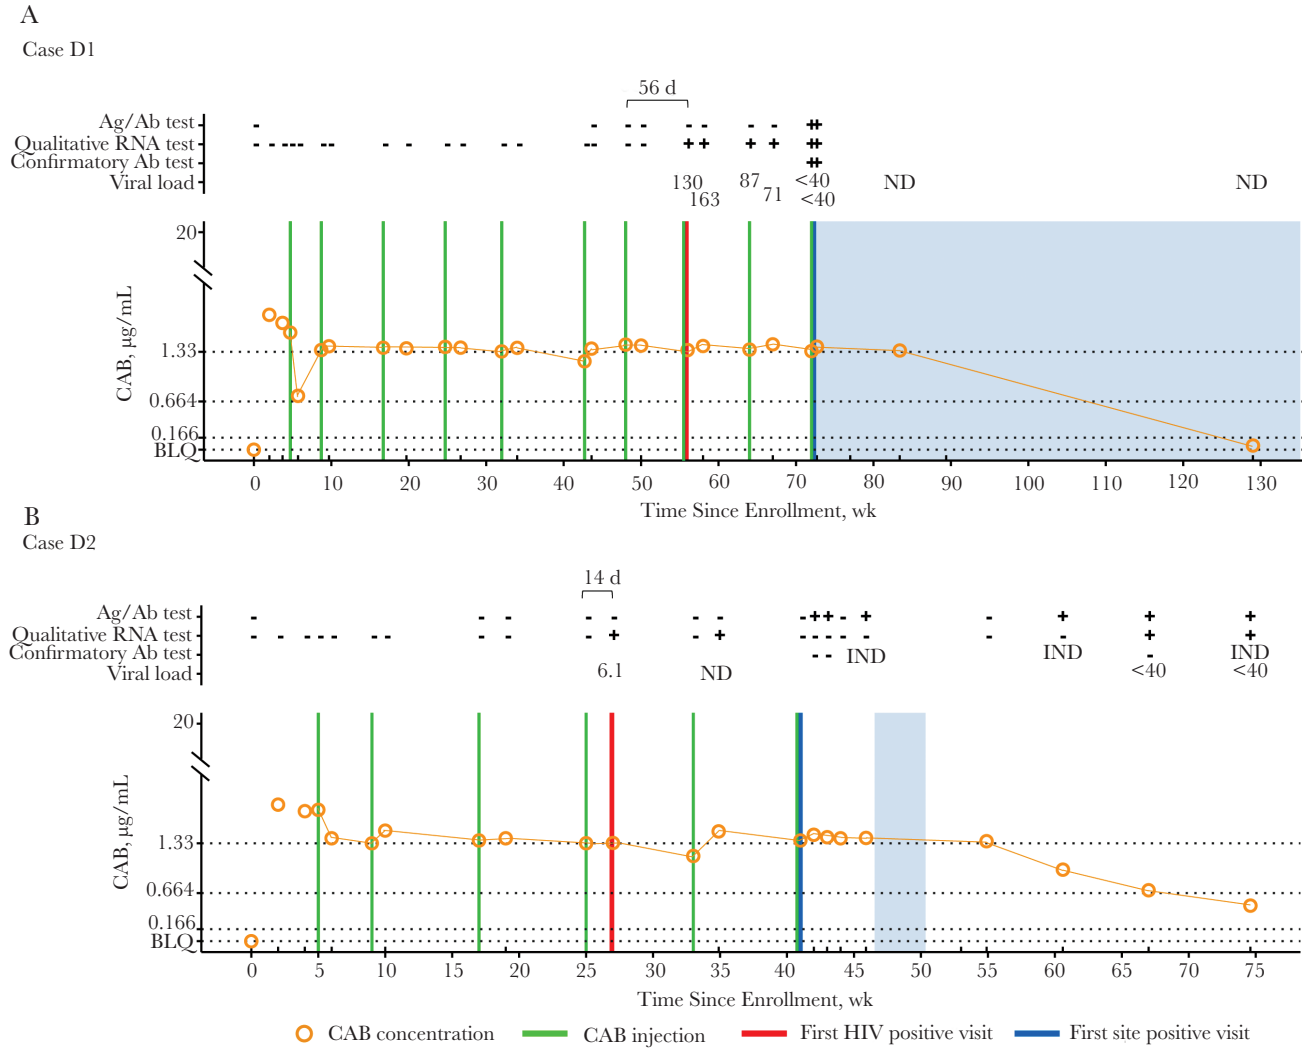 A
Case D1
56 d
Ag/Ab test - - - - - - - - ++
Qualitative RNA test - - - - - - - - - - - - - - - - - - + + + + ++
Confirmatory Ab test ++
Viral load 130 87 <40 ND ND
163 71 <40
20
1.33
0.664
0.166
BLQ
CAB, µg/mL
0 10 20 30 40 50 60 70 80 90 100 110 120 130
Time Since Enrollment, wk
B
Case D2
14 d
Ag/Ab test - - - - - - - - + + - + - + + +
Qualitative RNA test - - - - - - - - - - + - + - - - - - - - + +
Confirmatory Ab test - - IND IND - IND
Viral load 6.1 ND <40 <40
20
1.33
0.664
0.166
BLQ
CAB, µg/mL
0 5 10 15 20 25 30 35 40 45 50 55 60 65 70 75
Time Since Enrollment, wk
CAB concentration CAB injection First HIV positive visit First site positive visit